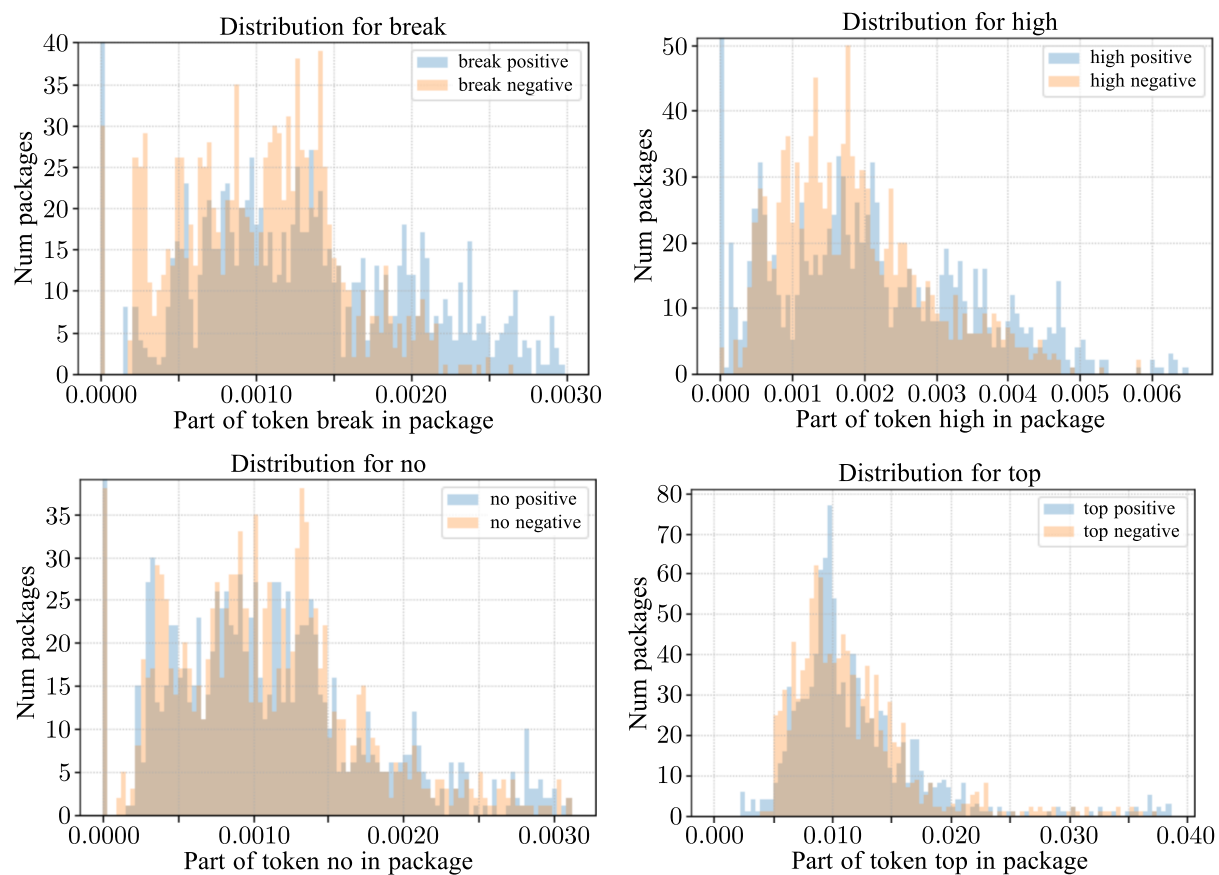 Distribution for break
40
35
30
25
20
15
10
5
0
Num packages
break positive
break negative
0.0000 0.0010 0.0020 0.0030
Part of token break in package
Distribution for high
50
40
30
20
10
0
Num packages
high positive
high negative
0.000 0.001 0.002 0.003 0.004 0.005 0.006
Part of token high in package
Distribution for no
35
30
25
20
15
10
5
0
Num packages
no positive
no negative
0.0000 0.0010 0.0020 0.0030
Part of token no in package
Distribution for top
80
70
60
50
40
30
20
10
0
Num packages
top positive
top negative
0.000 0.010 0.020 0.030 0.040
Part of token top in package